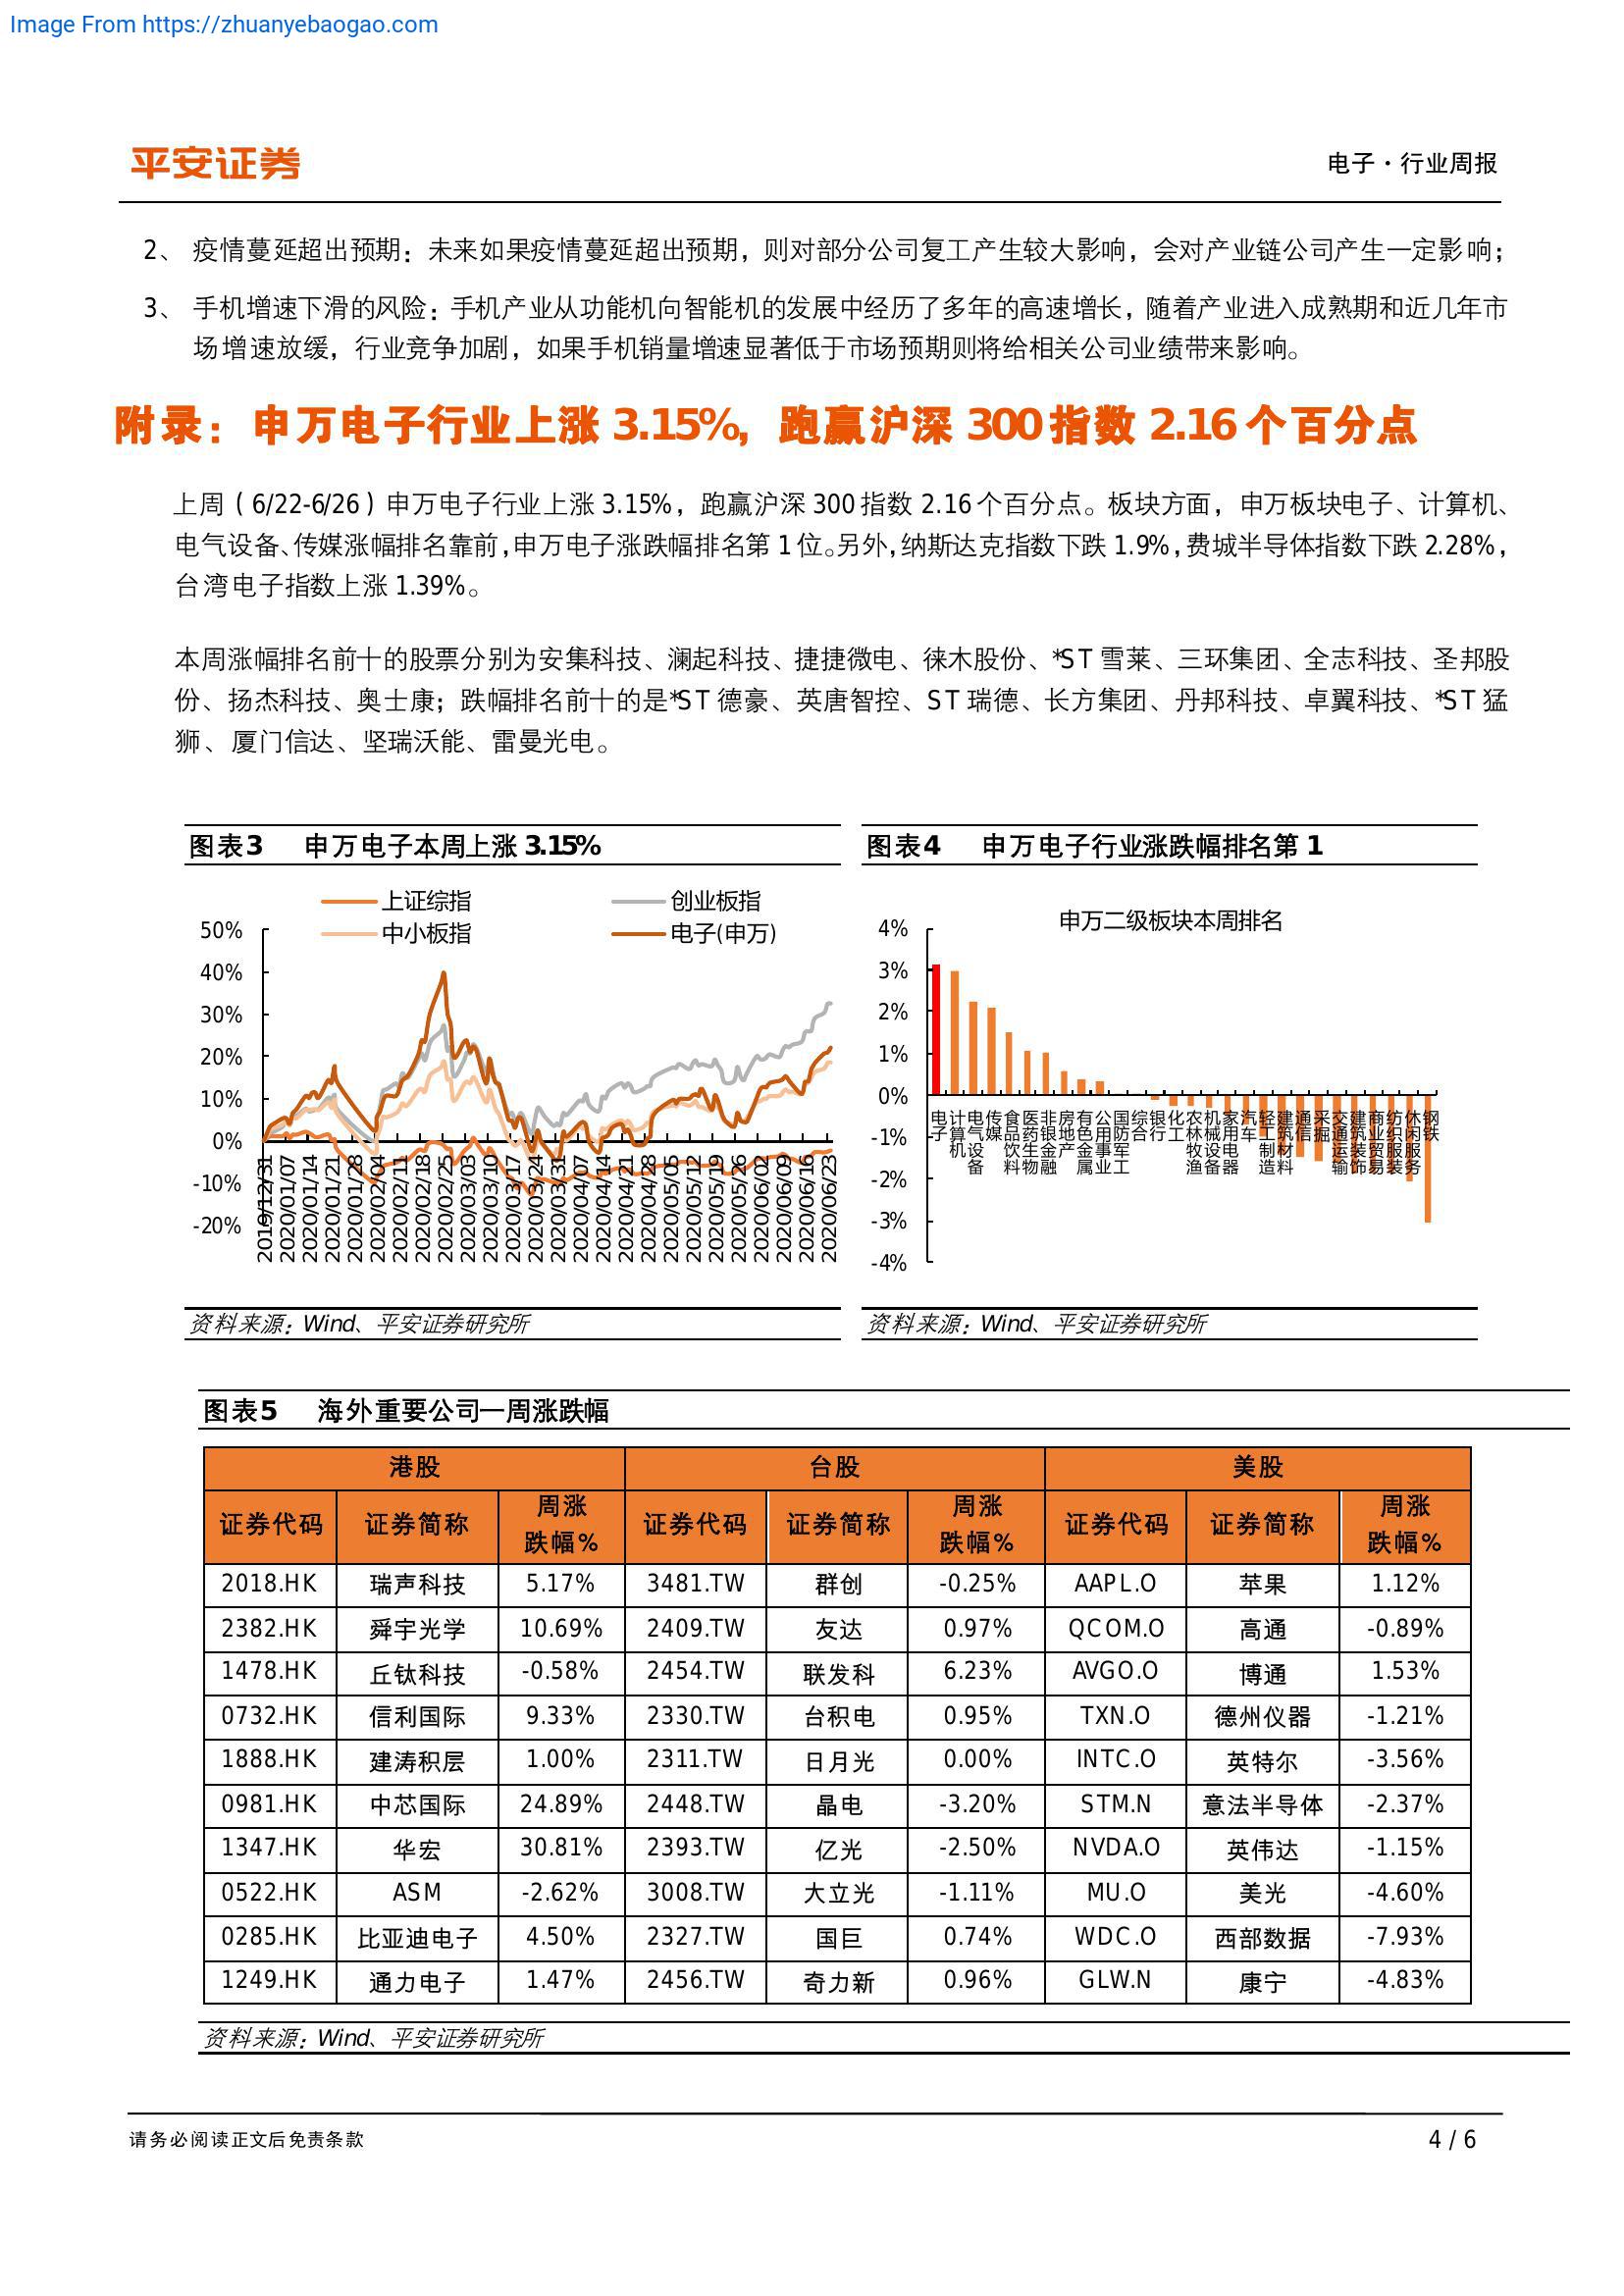 Image From https://zhuanyebaogao.com
平安证券
电子・行业周报
2、 疫情蔓延超出预期：未来如果疫情蔓延超出预期，则对部分公司复工产生较大影响，会对产业链公司产生一定影响；
3、 手机增速下滑的风险：手机产业从功能机向智能机的发展中经历了多年的高速增长，随着产业进入成熟期和近几年市
场增速放缓，行业竞争加剧，如果手机销量增速显著低于市场预期则将给相关公司业绩带来影响。
附录：申万电子行业上涨 3.15%，跑赢沪深 300 指数 2.16 个百分点
上周（6/22-6/26）申万电子行业上涨 3.15%，跑赢沪深 300 指数 2.16 个百分点。板块方面，申万板块电子、计算机、
电气设备、传媒涨幅排名靠前，申万电子涨跌幅排名第 1 位。另外，纳斯达克指数下跌 1.9%，费城半导体指数下跌 2.28%，
台湾电子指数上涨 1.39%。
本周涨幅排名前十的股票分别为安集科技、澜起科技、捷捷微电、徕木股份、*ST 雪莱、三环集团、全志科技、圣邦股
份、扬杰科技、奥士康；跌幅排名前十的是*ST 德豪、英唐智控、ST 瑞德、长方集团、丹邦科技、卓翼科技、*ST 猛
狮、厦门信达、坚瑞沃能、雷曼光电。
图表3 申万电子本周上涨 3.15%
上证综指 创业板指
中小板指 电子(申万)
50%
40%
30%
20%
10%
0%
-10%
-20%
2019/12/31
2020/01/07
2020/01/14
2020/01/21
2020/01/28
2020/02/04
2020/02/11
2020/02/18
2020/02/25
2020/03/03
2020/03/10
2020/03/17
2020/03/24
2020/03/31
2020/04/07
2020/04/14
2020/04/21
2020/04/28
2020/05/05
2020/05/12
2020/05/19
2020/05/26
2020/06/02
2020/06/09
2020/06/16
2020/06/23
资料来源：Wind、平安证券研究所
图表4 申万电子行业涨跌幅排名第 1
申万二级板块本周排名
4%
3%
2%
1%
0%
-1%
-2%
-3%
-4%
电子
计算机
电气设备
传媒
食品饮料
医药生物
非银金融
房地产
有色金属
公用事业
国防军工
综合
银行
化工
农林牧渔
机械设备
家用电器
汽车
轻工制造
建筑材料
通信
采掘
交通运输
建筑装饰
商业贸易
纺织服装
休闲服务
钢铁
资料来源：Wind、平安证券研究所
图表5 海外重要公司一周涨跌幅
港股 台股 美股
证券代码 证券简称 周涨跌幅% 证券代码 证券简称 周涨跌幅% 证券代码 证券简称 周涨跌幅%
2018.HK 瑞声科技 5.17% 3481.TW 群创 -0.25% AAPL.O 苹果 1.12%
2382.HK 舜宇光学 10.69% 2409.TW 友达 0.97% QCOM.O 高通 -0.89%
1478.HK 丘钛科技 -0.58% 2454.TW 联发科 6.23% AVGO.O 博通 1.53%
0732.HK 信利国际 9.33% 2330.TW 台积电 0.95% TXN.O 德州仪器 -1.21%
1888.HK 建涛积层 1.00% 2311.TW 日月光 0.00% INTC.O 英特尔 -3.56%
0981.HK 中芯国际 24.89% 2448.TW 晶电 -3.20% STM.N 意法半导体 -2.37%
1347.HK 华宏 30.81% 2393.TW 亿光 -2.50% NVDA.O 英伟达 -1.15%
0522.HK ASM -2.62% 3008.TW 大立光 -1.11% MU.O 美光 -4.60%
0285.HK 比亚迪电子 4.50% 2327.TW 国巨 0.74% WDC.O 西部数据 -7.93%
1249.HK 通力电子 1.47% 2456.TW 奇力新 0.96% GLW.N 康宁 -4.83%
资料来源：Wind、平安证券研究所
请务必阅读正文后免责条款
4 / 6